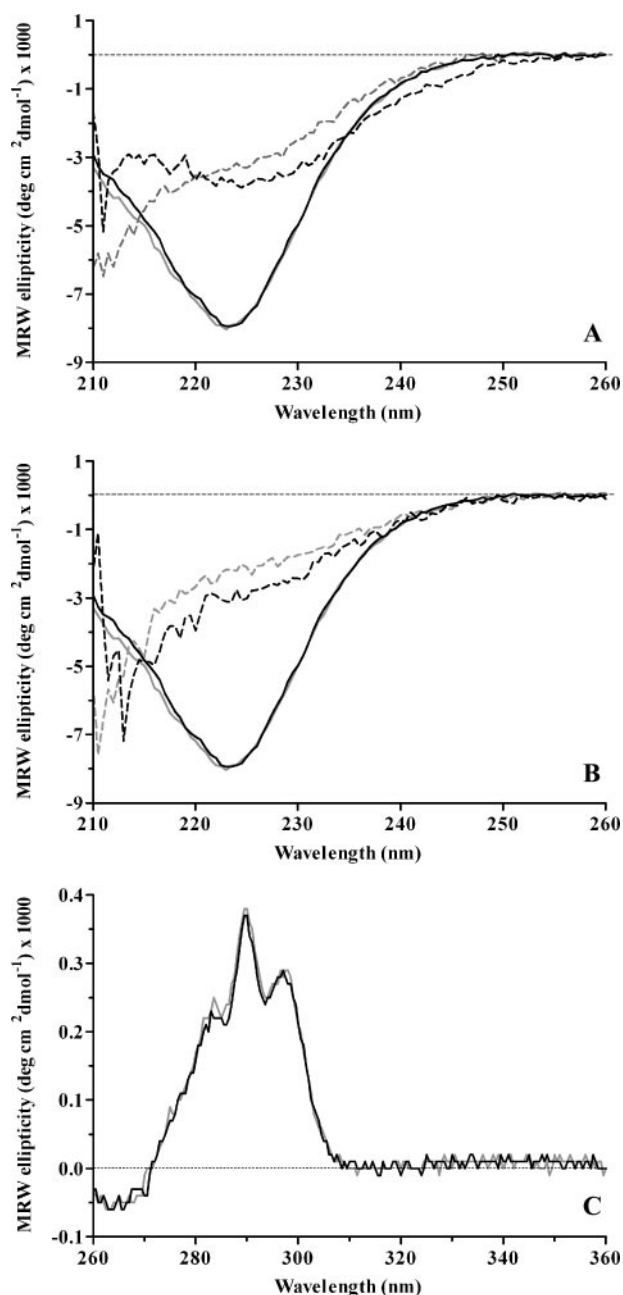 1
-1
-3
-5
-7
-9
MRW ellipticity (deg cm ²dmol⁻¹) x 1000
210 220 230 240 250 260
Wavelength (nm)
A
1
-1
-3
-5
-7
-9
MRW ellipticity (deg cm ²dmol⁻¹) x 1000
210 220 230 240 250 260
Wavelength (nm)
B
0.4
0.3
0.2
0.1
0.0
-0.1
MRW ellipticity (deg cm ²dmol⁻¹) x 1000
260 280 300 320 340 360
Wavelength (nm)
C